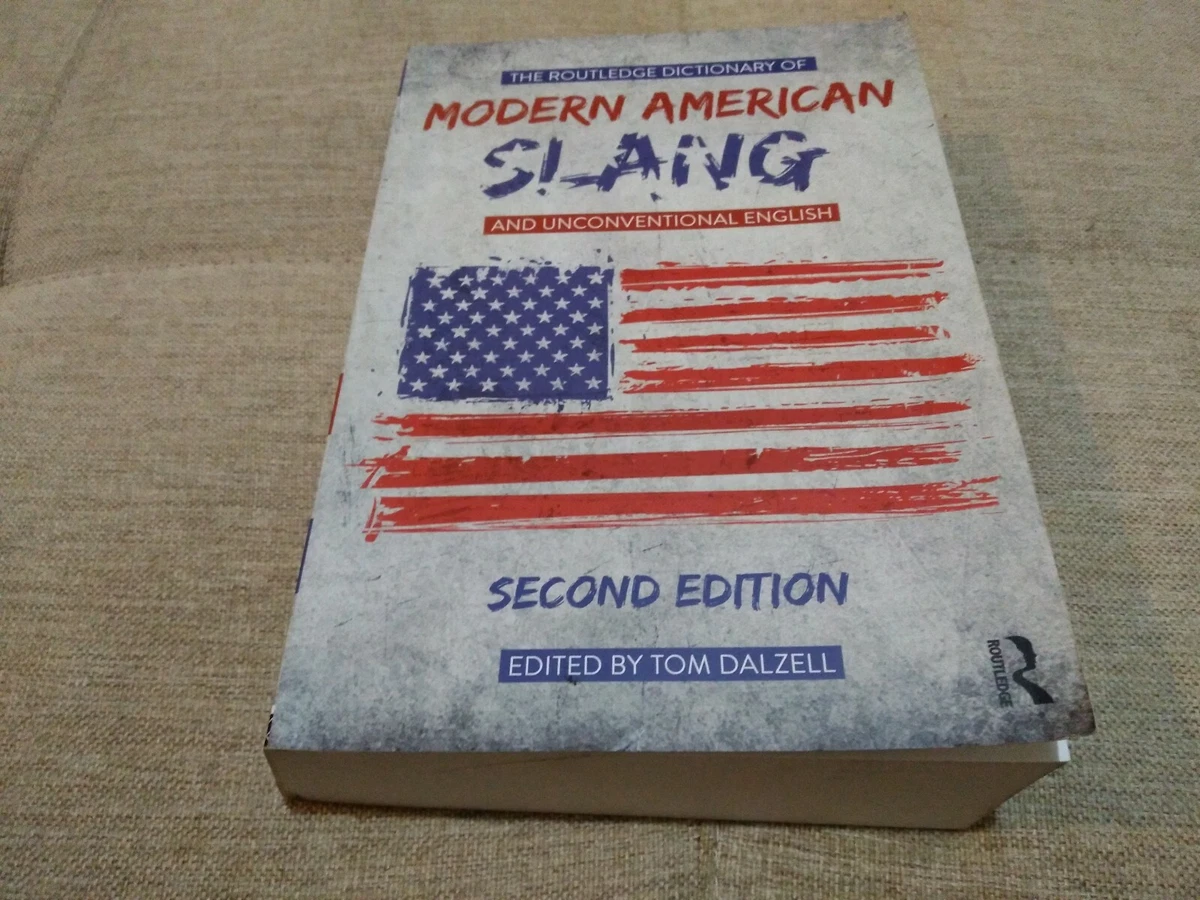 THE ROUTLEDGE DICTIONARY OF
MODERN AMERICAN
SLANG
AND UNCONVENTIONAL ENGLISH
SECOND EDITION
EDITED BY TOM DALZELL
ROUTLEDGE